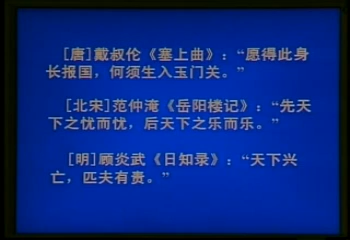 [唐]戴叔伦《塞上曲》：“愿得此身
长报国，何须生入玉门关。”
[北宋]范仲淹《岳阳楼记》：“先天
下之忧而忧，后天下之乐而乐。”
[明]顾炎武《日知录》：“天下兴
亡，匹夫有责。”